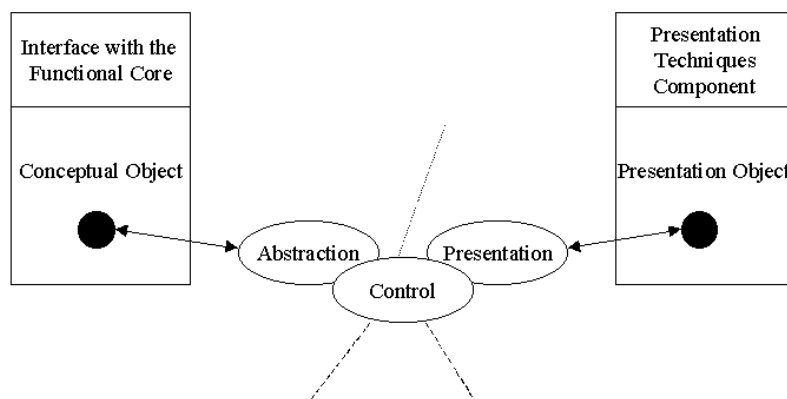 Interface with the
Functional Core
Conceptual Object
Abstraction
Control
Presentation
Presentation
Techniques
Component
Presentation Object